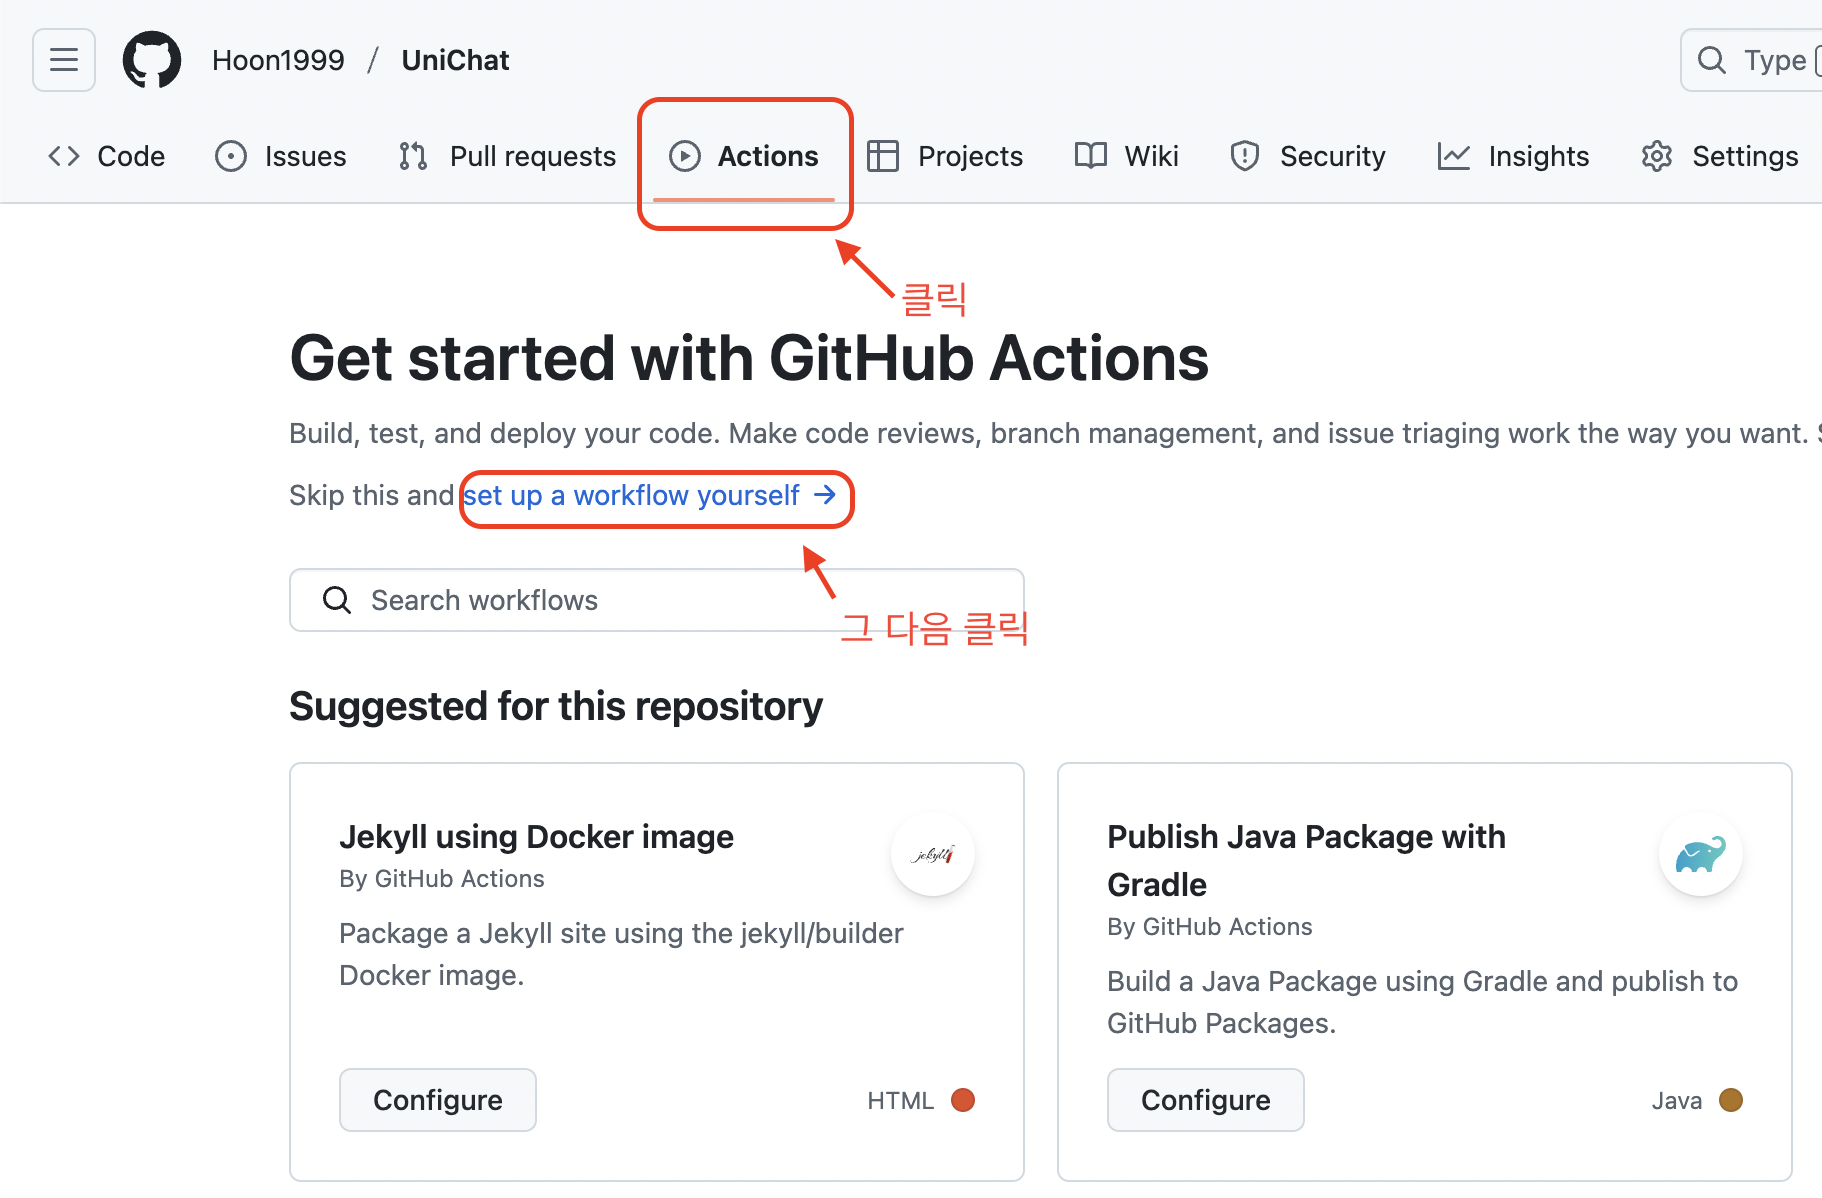 Hoon1999 / UniChat
Type
Code Issues Pull requests Actions Projects Wiki Security Insights Settings
클릭
Get started with GitHub Actions
Build, test, and deploy your code. Make code reviews, branch management, and issue triaging work the way you want.
Skip this and set up a workflow yourself →
Search workflows
그 다음 클릭
Suggested for this repository
Jekyll using Docker image
By GitHub Actions
jekyll
Package a Jekyll site using the jekyll/builder
Docker image.
Configure
HTML
Publish Java Package with
Gradle
By GitHub Actions
Build a Java Package using Gradle and publish to
GitHub Packages.
Configure
Java